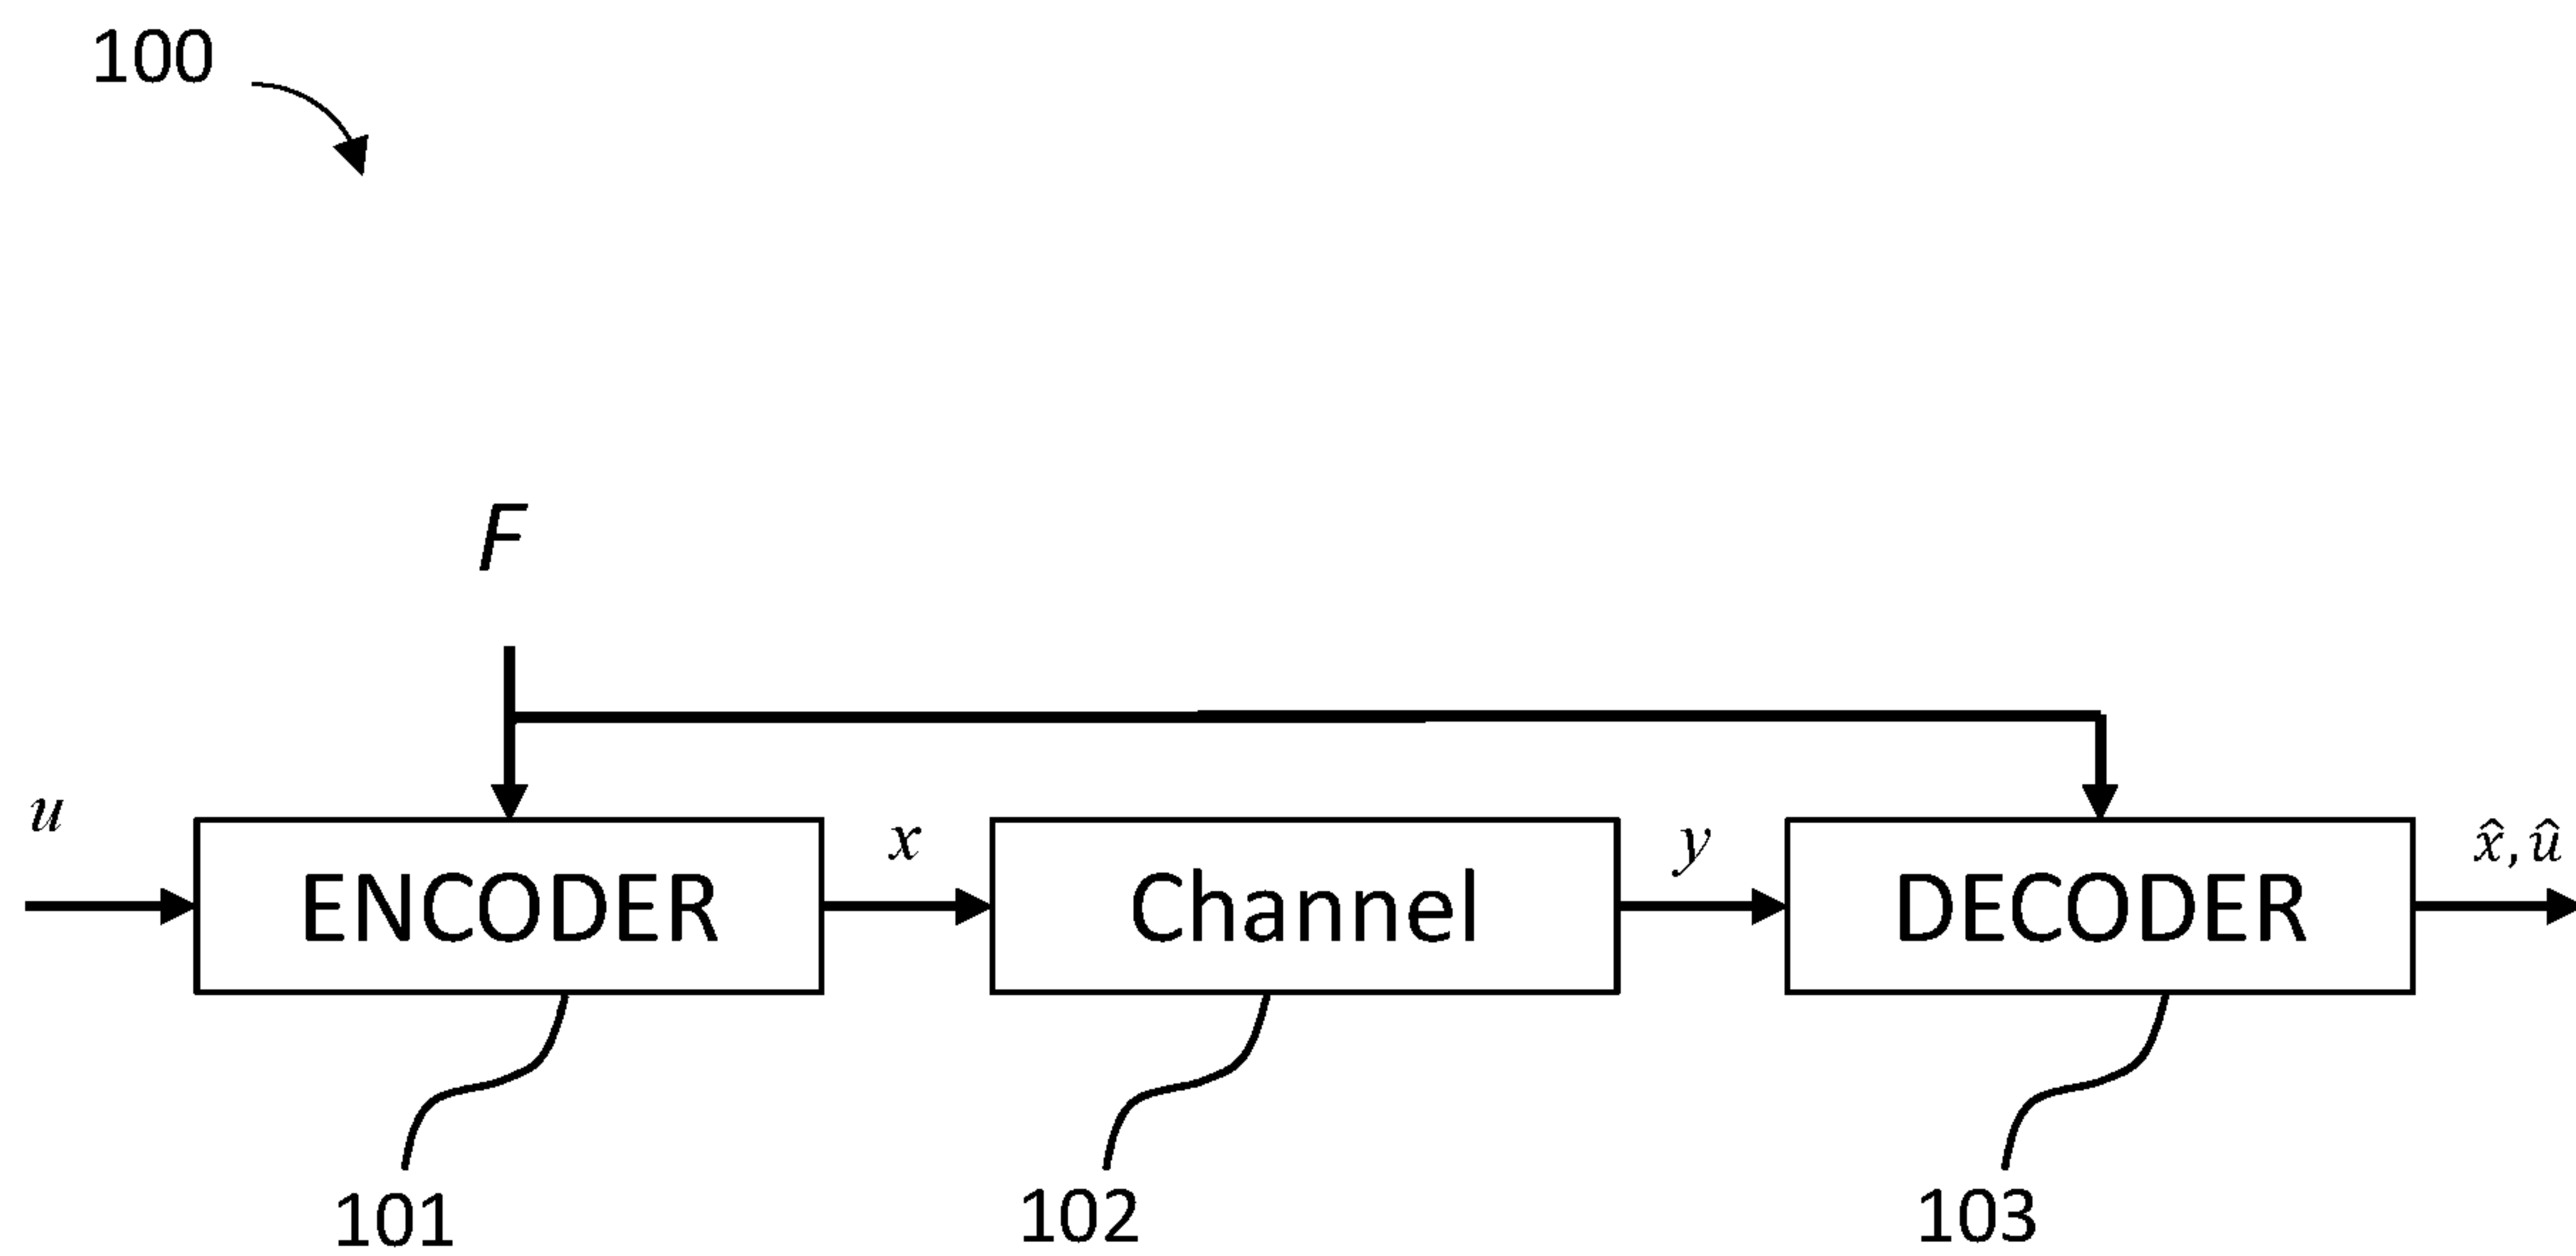 100
F
u
x
y
x̂, û
ENCODER
Channel
DECODER
101
102
103